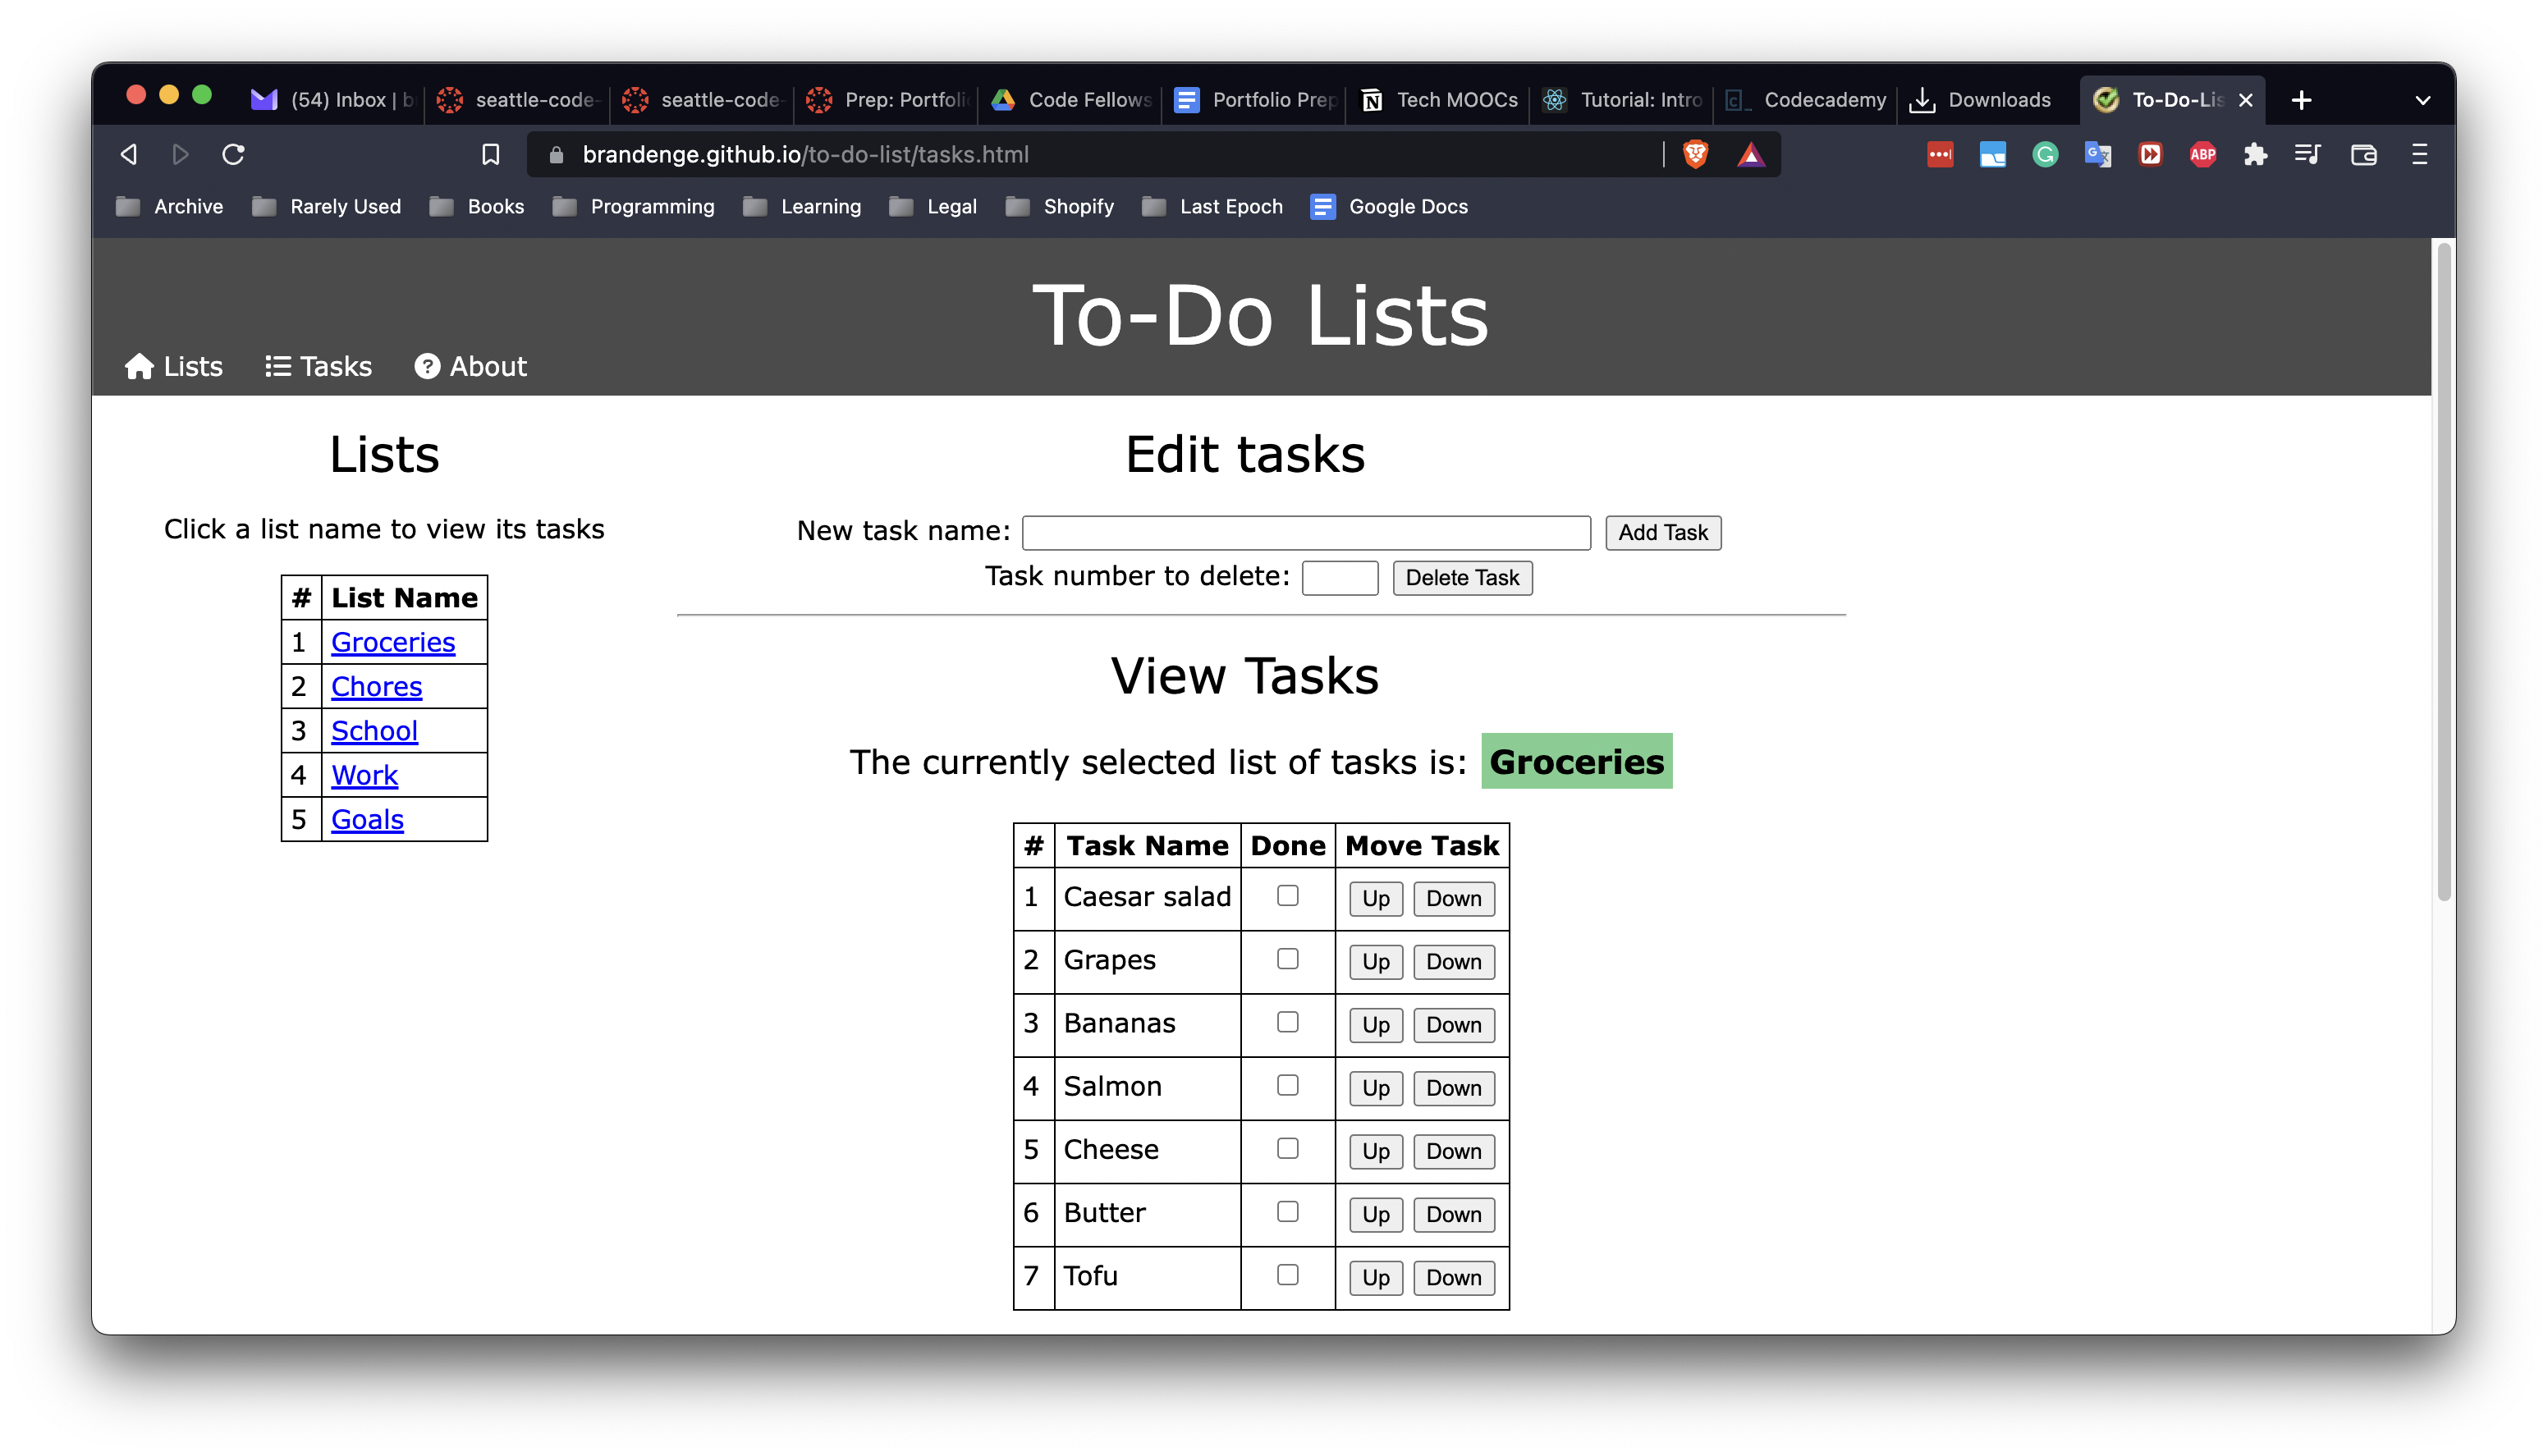 (54) Inbox | b
seattle-code-
seattle-code-
Prep: Portfoli
Code Fellows
Portfolio Prep
Tech MOOCs
Tutorial: Intro
Codecademy
Downloads
To-Do-Lis
brandenge.github.io/to-do-list/tasks.html
ABP
Archive
Rarely Used
Books
Programming
Learning
Legal
Shopify
Last Epoch
Google Docs
To-Do Lists
Lists
Tasks
About
Lists
Click a list name to view its tasks
# List Name
1 Groceries
2 Chores
3 School
4 Work
5 Goals
Edit tasks
New task name: Add Task
Task number to delete: Delete Task
View Tasks
The currently selected list of tasks is: Groceries
# Task Name Done Move Task
1 Caesar salad Up Down
2 Grapes Up Down
3 Bananas Up Down
4 Salmon Up Down
5 Cheese Up Down
6 Butter Up Down
7 Tofu Up Down